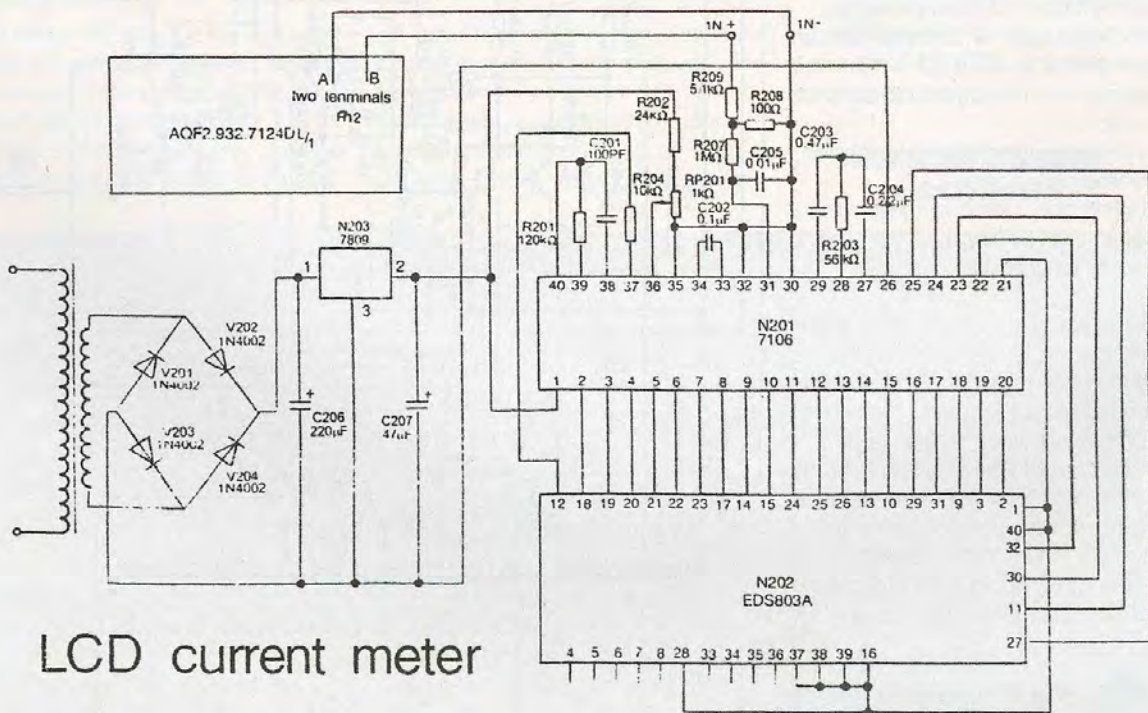 1N +
1N -
A B
two tenminals
Rh2
AQF2.932.7124DL/1
R209
5.1kΩ
R208
100Ω
R202
24kΩ
C203
0.47µF
R207
1MΩ
C205
0.01µF
C201
100PF
R204
10kΩ
RP201
1kΩ
C202
0.1µF
R201
120kΩ
R203
56kΩ
C204
0.22µF
N203
7809
1 2
3
40 39 38 37 36 35 34 33 32 31 30 29 28 27 26 25 24 23 22 21
N201
7106
1 2 3 4 5 6 7 8 9 10 11 12 13 14 15 16 17 18 19 20
V202
1N4002
V201
1N4002
V203
1N4002
V204
1N4002
C206
220µF
C207
47µF
12 18 19 20 21 22 23 17 14 15 24 25 26 13 10 29 31 9 3 2
1
40
32
30
11
27
N202
EDS803A
4 5 6 7 8 28 33 34 35 36 37 38 39 16
LCD current meter